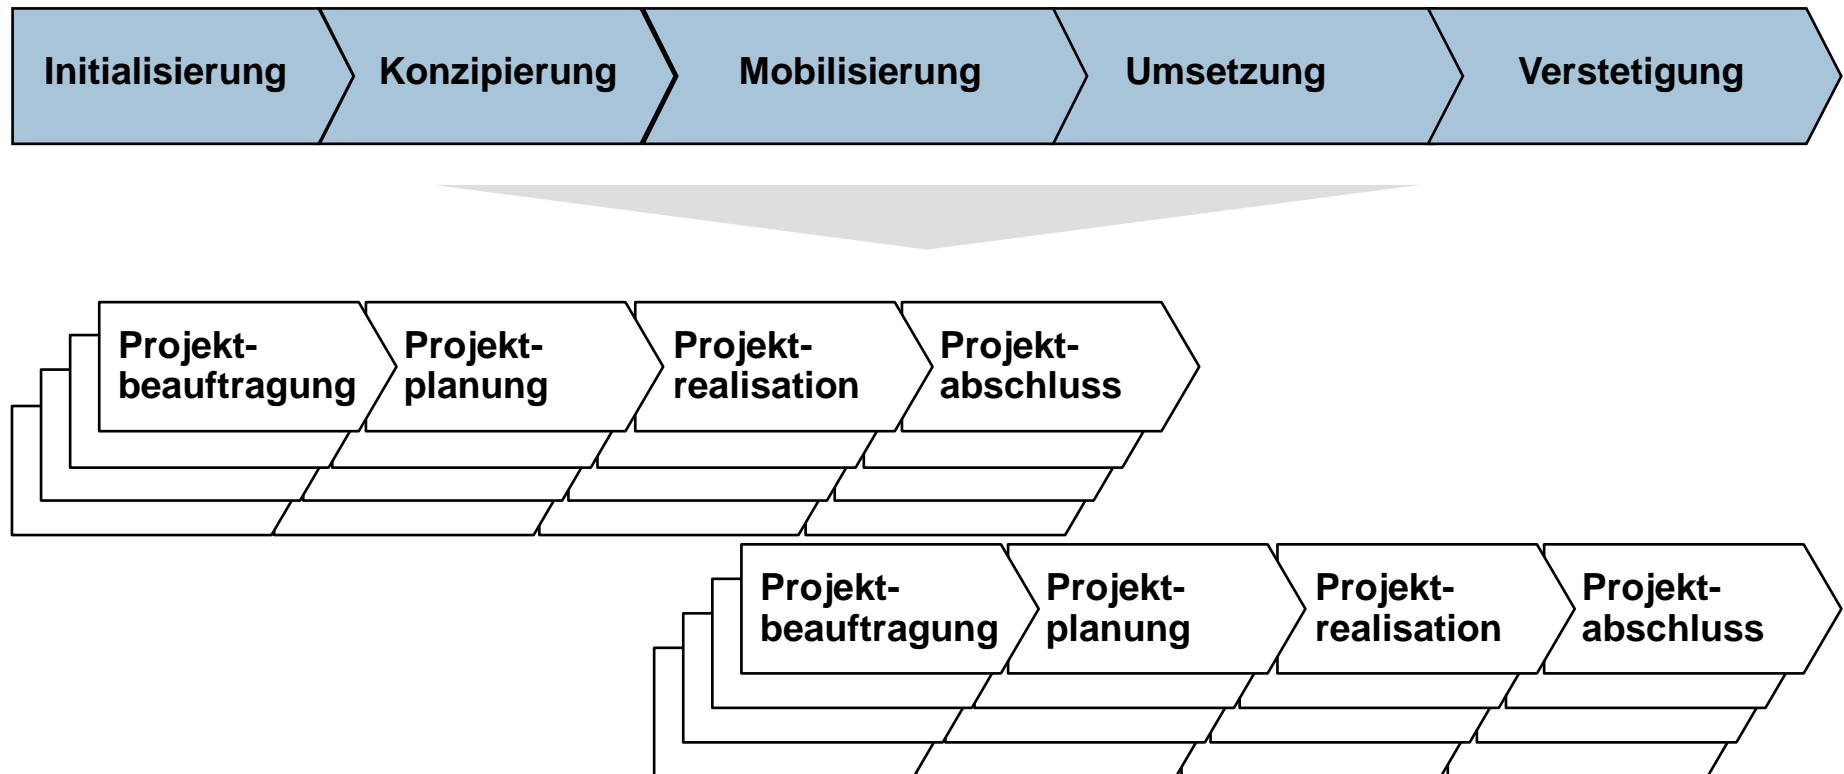 Initialisierung Konzipierung Mobilisierung Umsetzung Verstetigung
Projekt- Projekt- Projekt- Projekt-
beauftragung planung realisation abschluss
Projekt- Projekt- Projekt- Projekt-
beauftragung planung realisation abschluss